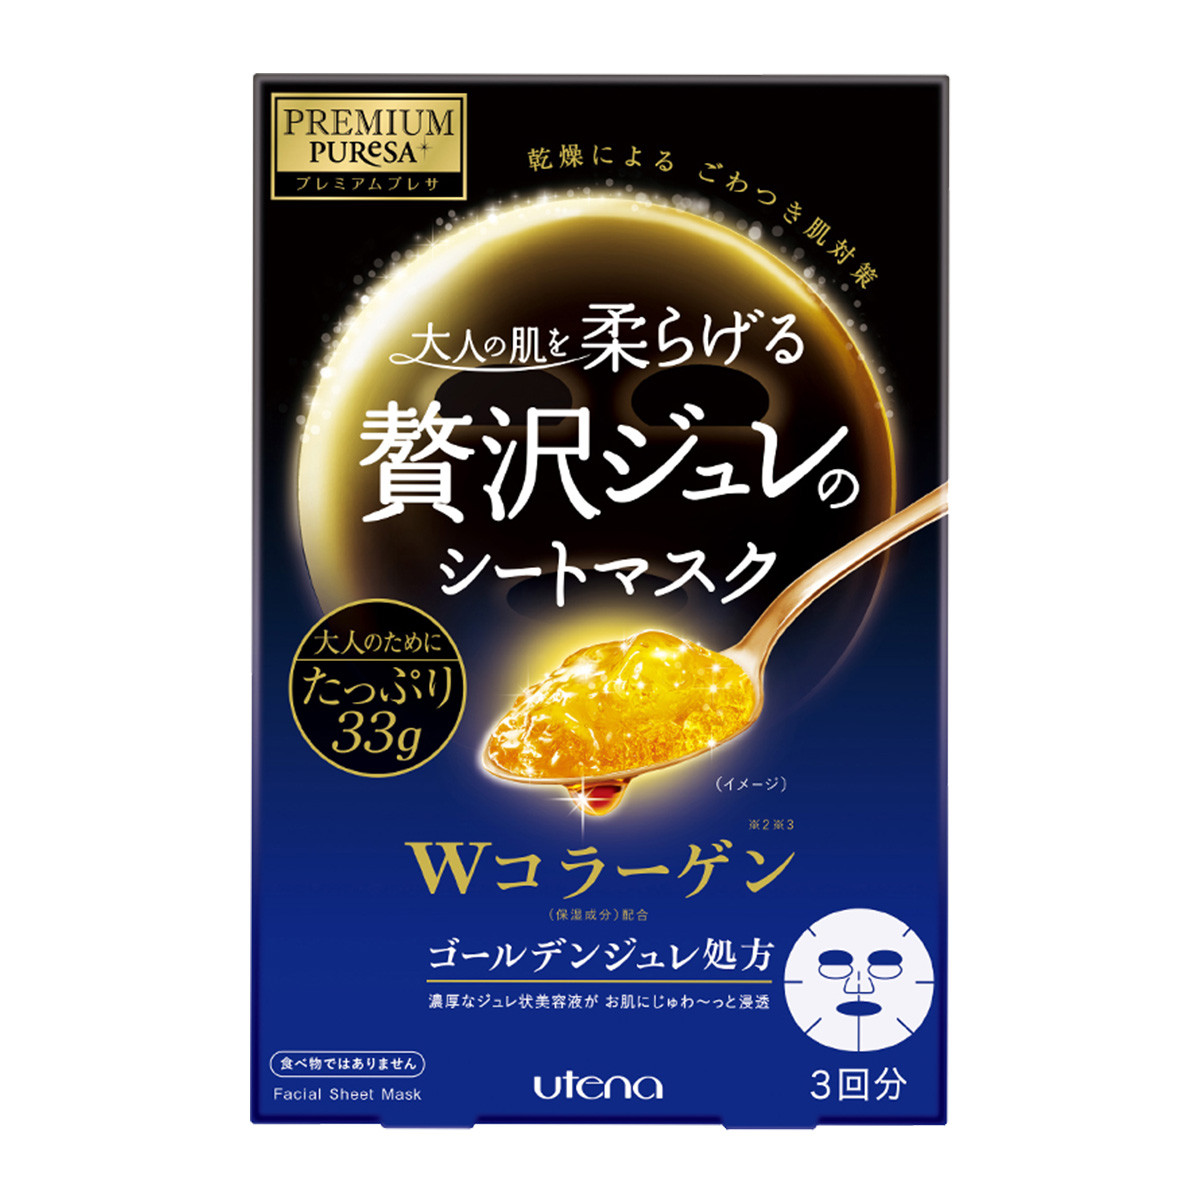 PREMIUM
PUReSA
プレミアムプレサ
乾燥による ごわつき肌対策
大人の肌を柔らげる
贅沢ジュレの
シートマスク
大人のために
たっぷり
33g
(イメージ)
※2※3
Wコラーゲン
(保湿成分)配合
ゴールデンジュレ処方
濃厚なジュレ状美容液が お肌にじゅわ〜っと浸透
食べ物ではありません
Facial Sheet Mask
utena
3回分